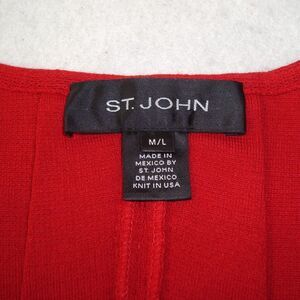 ST. JOHN
M/L
MADE IN
MEXICO BY
ST. JOHN
DE MEXICO
KNIT IN USA